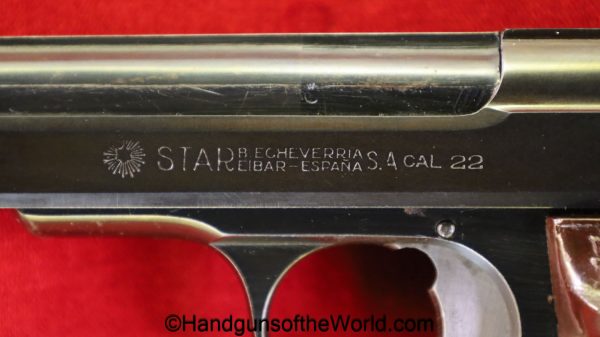 STAR B. ECHEVERRIA EIBAR-ESPAÑA S.A CAL 22
©HandgunsoftheWorld.com